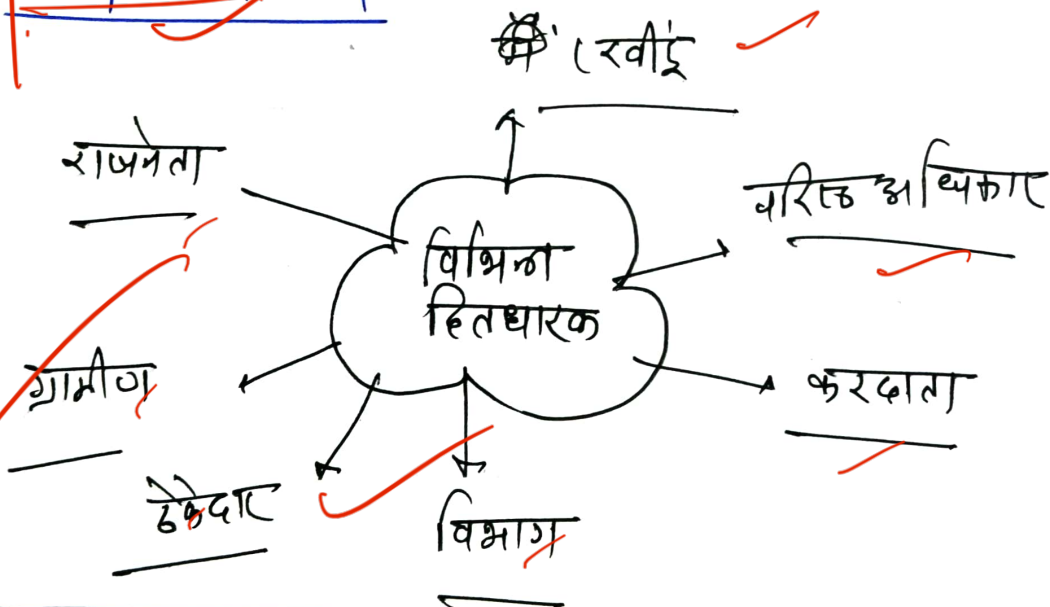 (रवींद्र
राजनेता
वरिष्ठ अधिकारी
विभिन्न
हितधारक
ग्रामीण
करदाता
ठेकेदार
विभाग